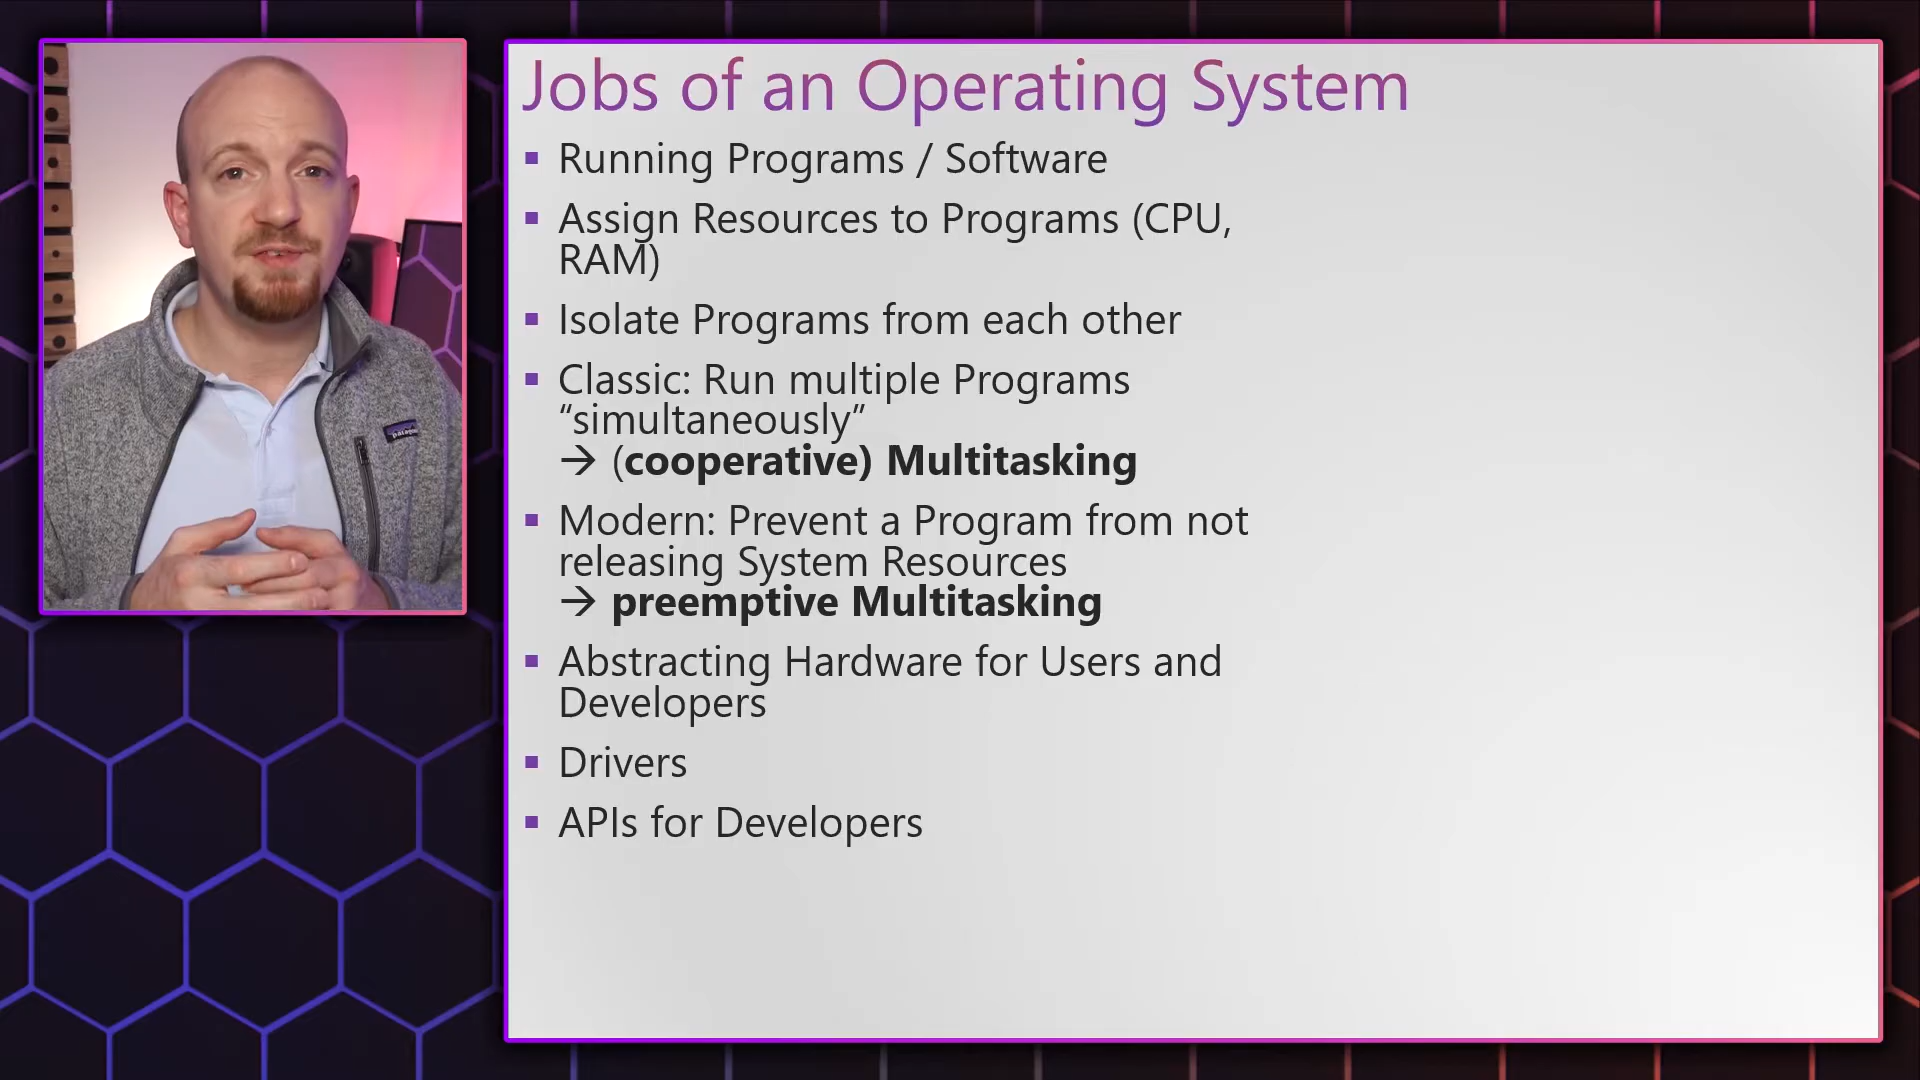 Jobs of an Operating System
▪ Running Programs / Software
▪ Assign Resources to Programs (CPU,
RAM)
▪ Isolate Programs from each other
▪ Classic: Run multiple Programs
“simultaneously”
→ (cooperative) Multitasking
▪ Modern: Prevent a Program from not
releasing System Resources
→ preemptive Multitasking
▪ Abstracting Hardware for Users and
Developers
▪ Drivers
▪ APIs for Developers
patagonia